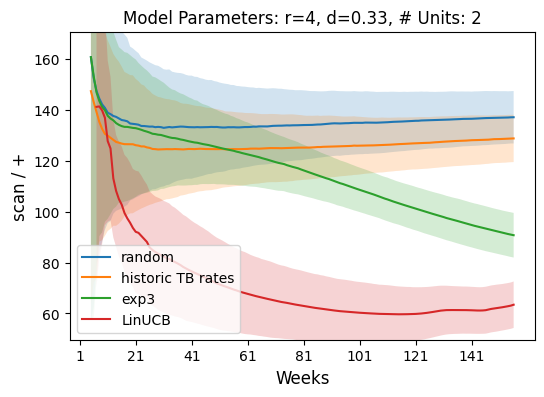 Model Parameters: r=4, d=0.33, # Units: 2
scan / +
160
140
120
100
80
60
random
historic TB rates
exp3
LinUCB
1 21 41 61 81 101 121 141
Weeks